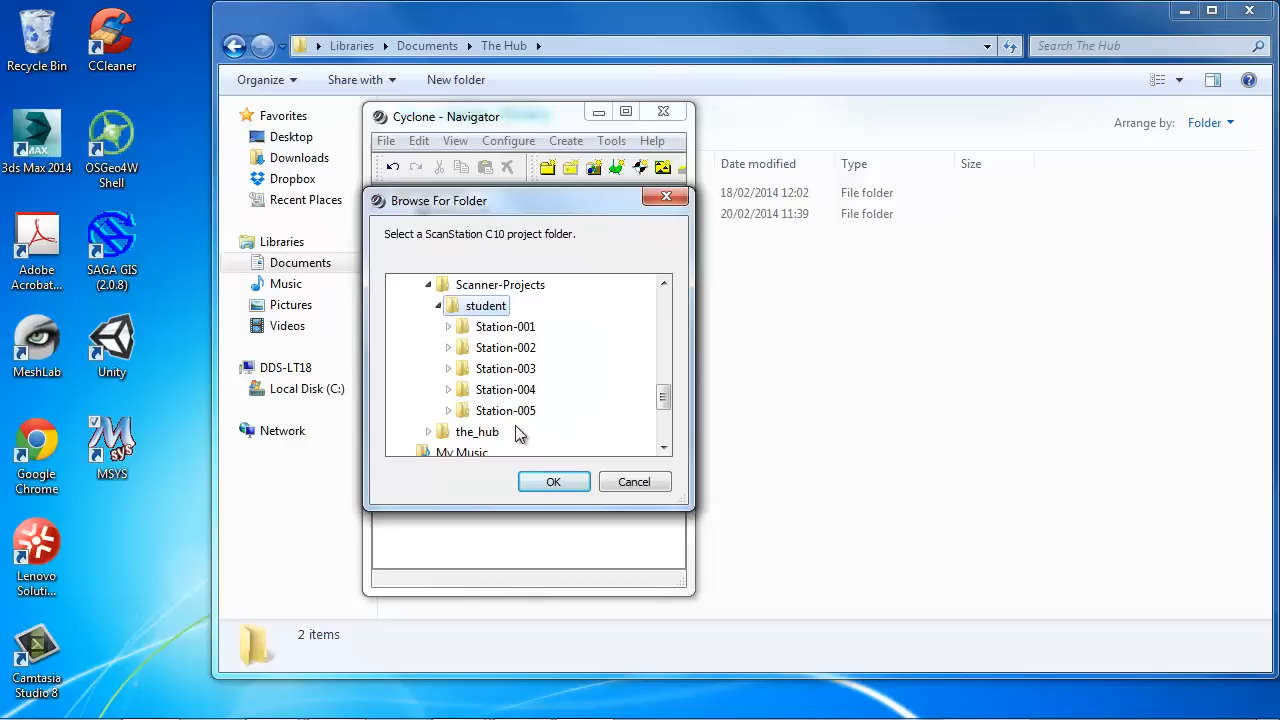 Recycle Bin
CCleaner
3ds Max 2014
OSGeo4W
Shell
Adobe
Acrobat...
SAGA GIS
(2.0.8)
MeshLab
Unity
Google
Chrome
MSYS
Lenovo
Soluti...
Camtasia
Studio 8
Libraries
Documents
The Hub
Search The Hub
Organize
Share with
New folder
Favorites
Desktop
Downloads
Dropbox
Recent Places
Libraries
Documents
Music
Pictures
Videos
DDS-LT18
Local Disk (C:)
Network
Arrange by: Folder
Date modified
Type
Size
18/02/2014 12:02
File folder
20/02/2014 11:39
File folder
2 items
Cyclone - Navigator
File
Edit
View
Configure
Create
Tools
Help
Browse For Folder
Select a ScanStation C10 project folder.
Scanner-Projects
student
Station-001
Station-002
Station-003
Station-004
Station-005
the_hub
My Music
OK
Cancel